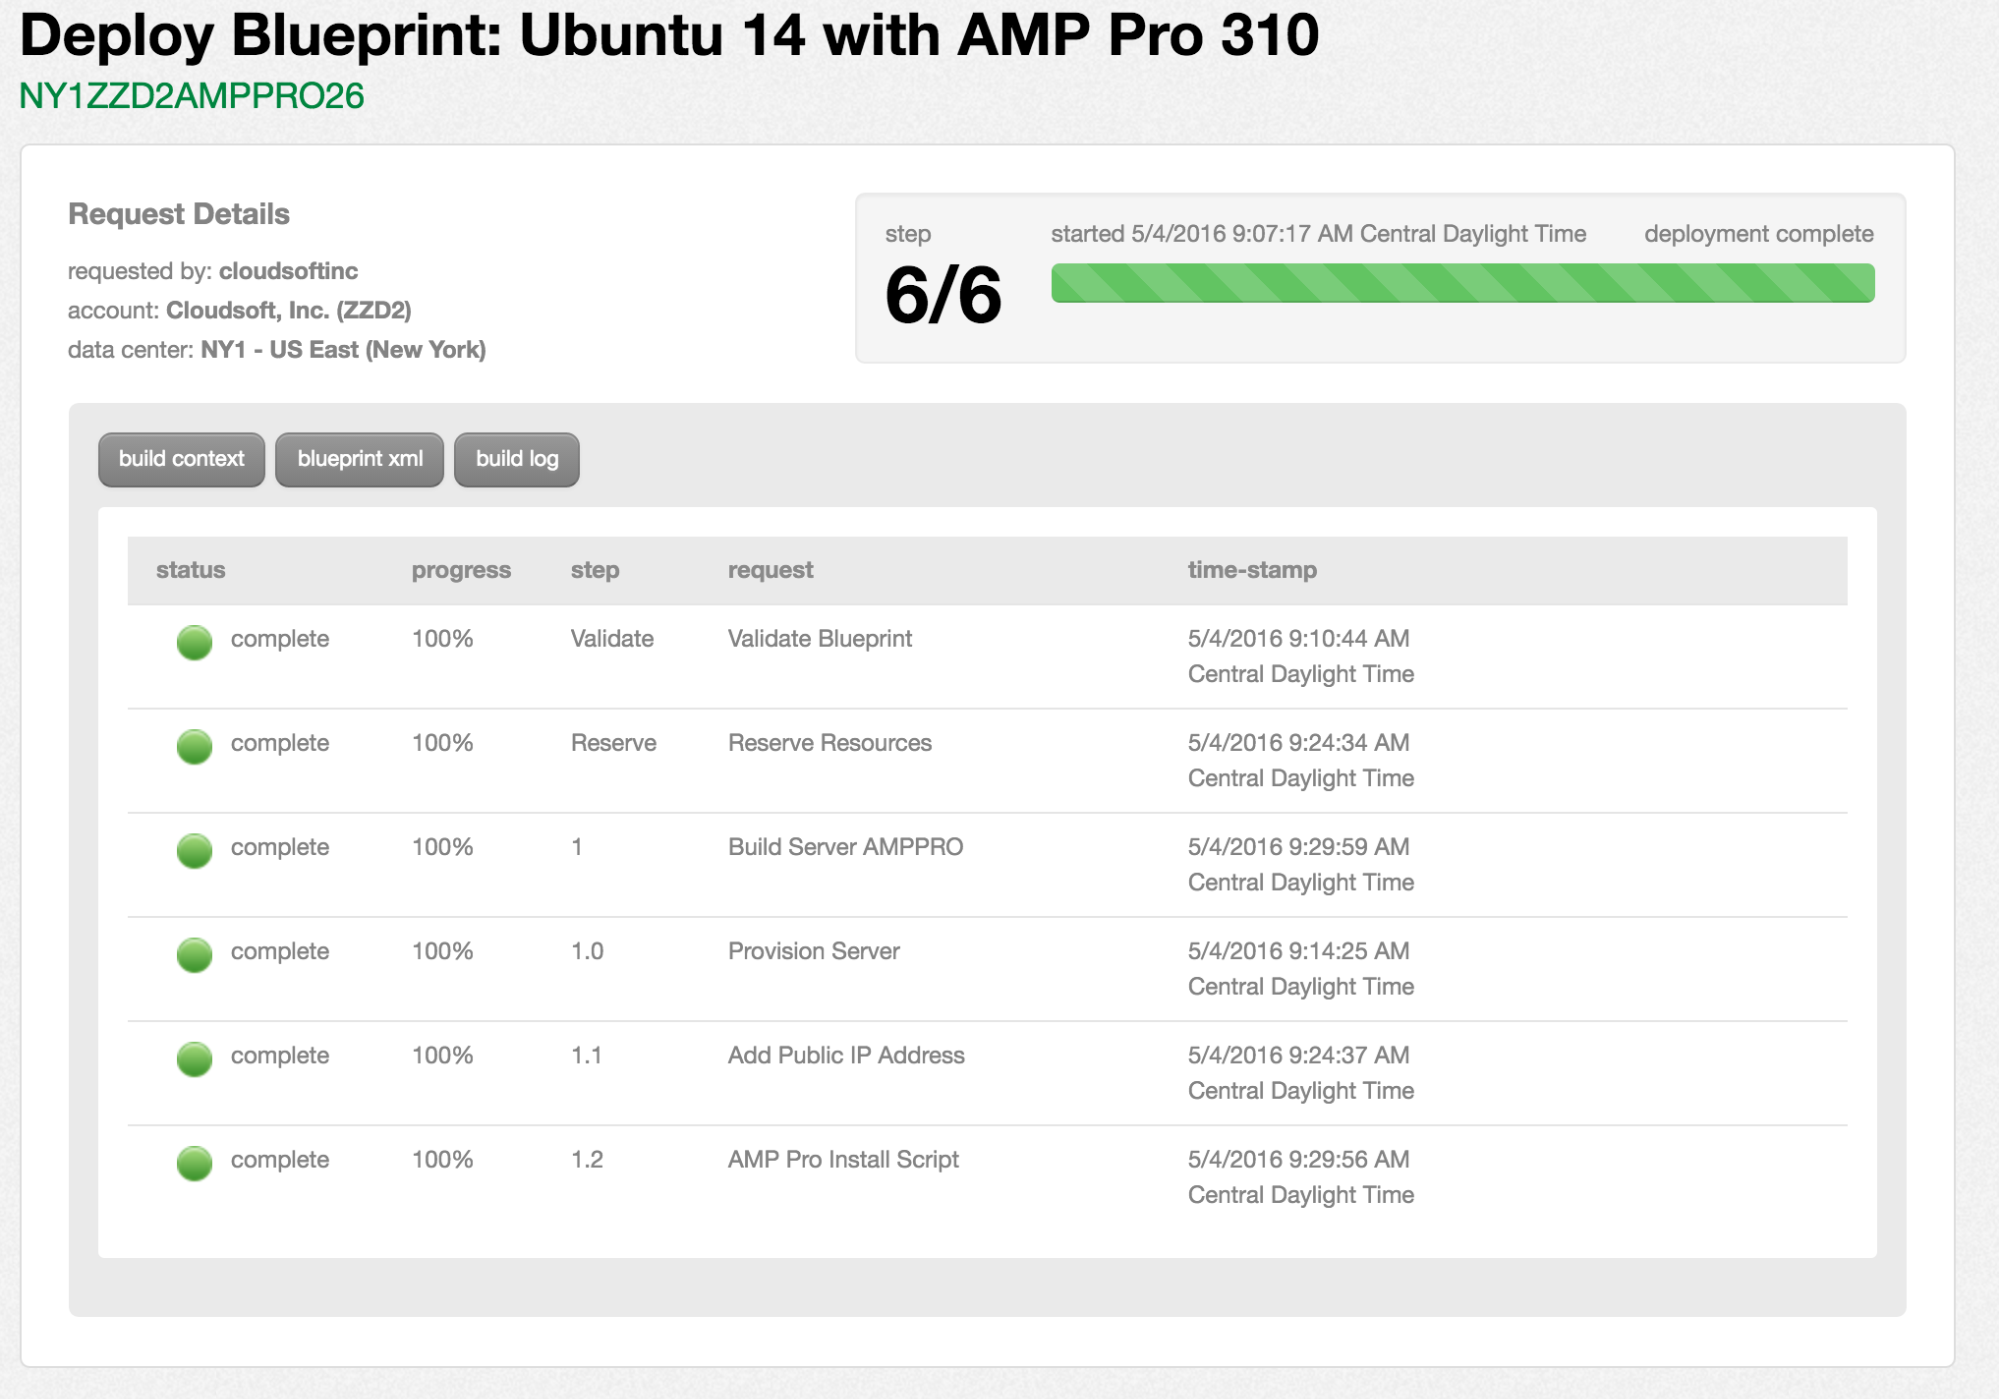 Deploy Blueprint: Ubuntu 14 with AMP Pro 310
NY1ZZD2AMPPRO26
Request Details
requested by: cloudsoftinc
account: Cloudsoft, Inc. (ZZD2)
data center: NY1 - US East (New York)
step
6/6
started 5/4/2016 9:07:17 AM Central Daylight Time
deployment complete
build context
blueprint xml
build log
status progress step request time-stamp
complete 100% Validate Validate Blueprint 5/4/2016 9:10:44 AM
Central Daylight Time
complete 100% Reserve Reserve Resources 5/4/2016 9:24:34 AM
Central Daylight Time
complete 100% 1 Build Server AMPPRO 5/4/2016 9:29:59 AM
Central Daylight Time
complete 100% 1.0 Provision Server 5/4/2016 9:14:25 AM
Central Daylight Time
complete 100% 1.1 Add Public IP Address 5/4/2016 9:24:37 AM
Central Daylight Time
complete 100% 1.2 AMP Pro Install Script 5/4/2016 9:29:56 AM
Central Daylight Time